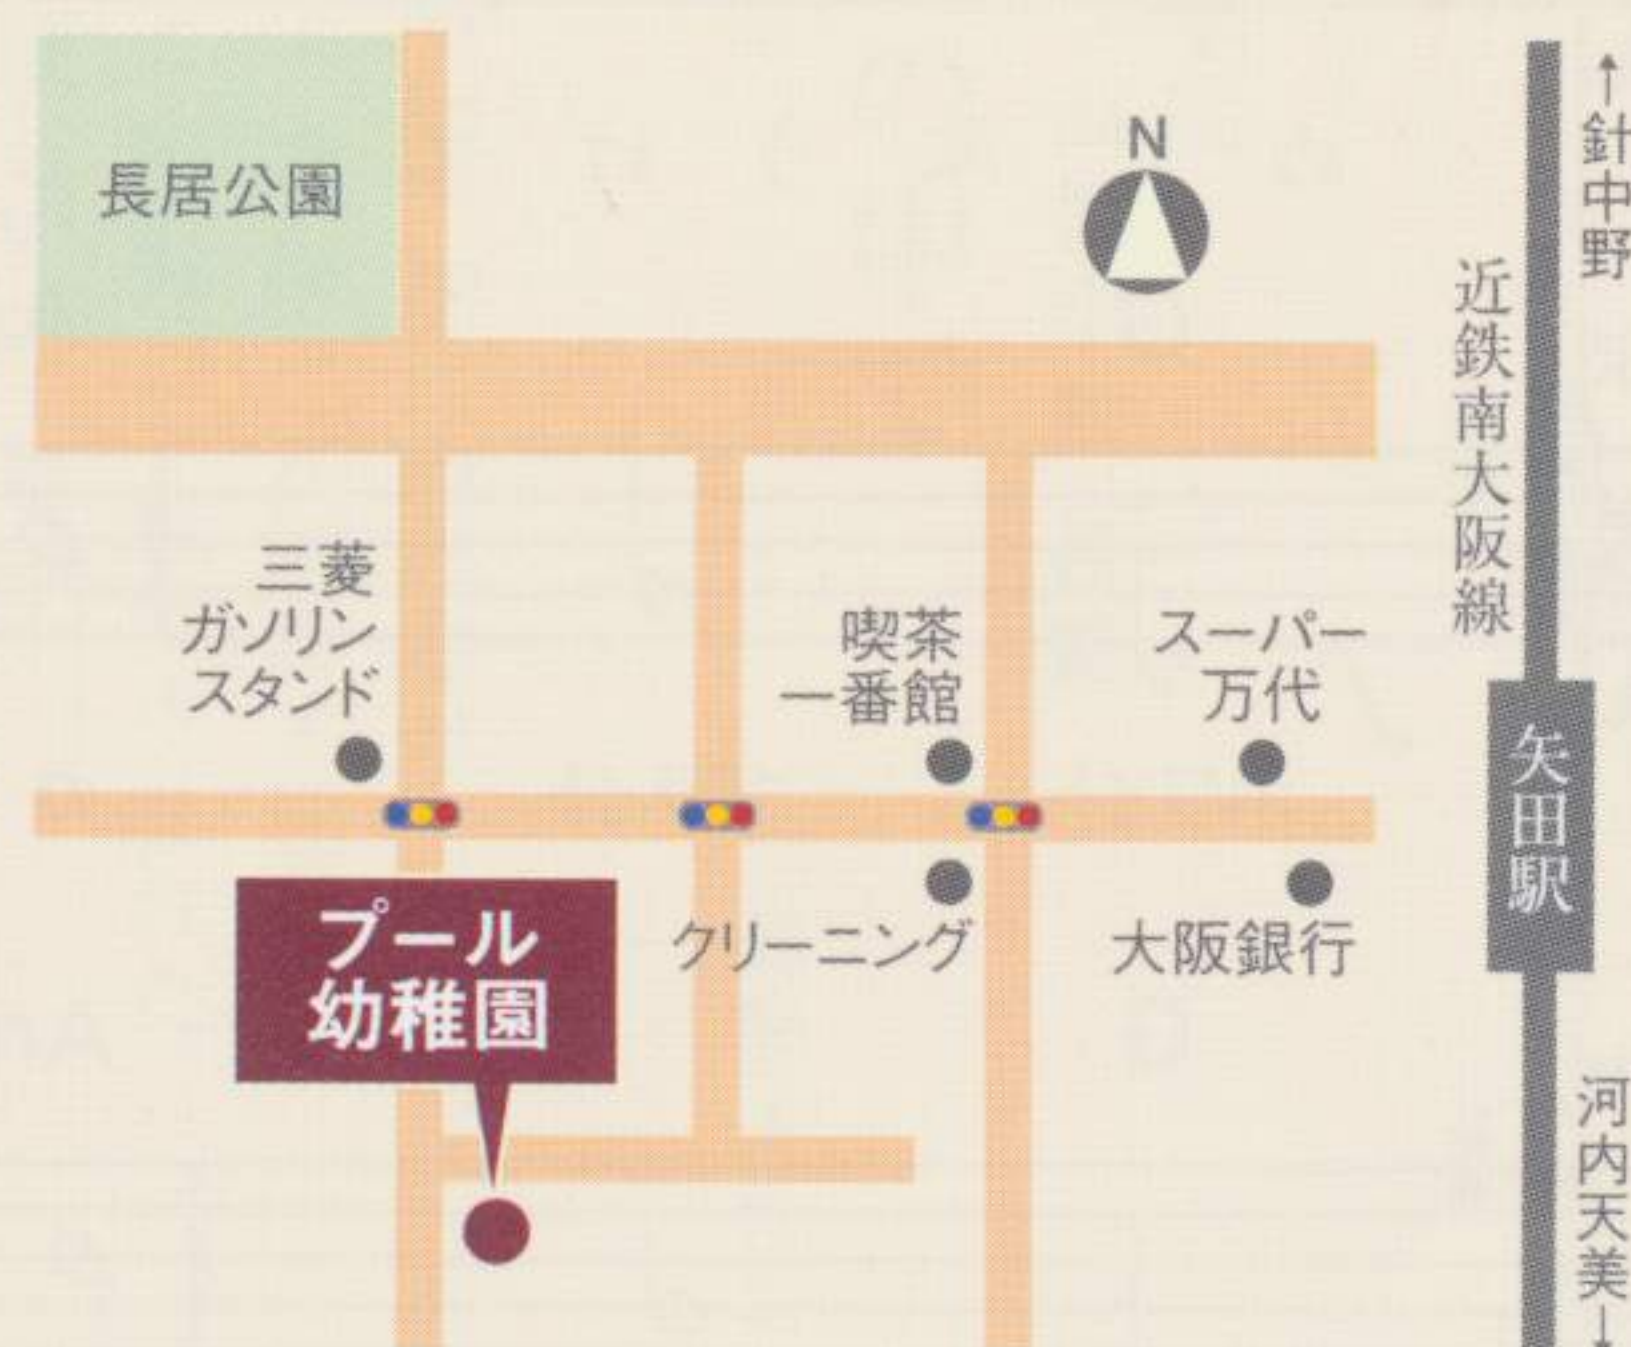 長居公園
N
↑針中野
近鉄南大阪線
三菱
ガソリン
スタンド
喫茶
一番館
スーパー
万代
矢田駅
プール
幼稚園
クリーニング
大阪銀行
河内天美↓